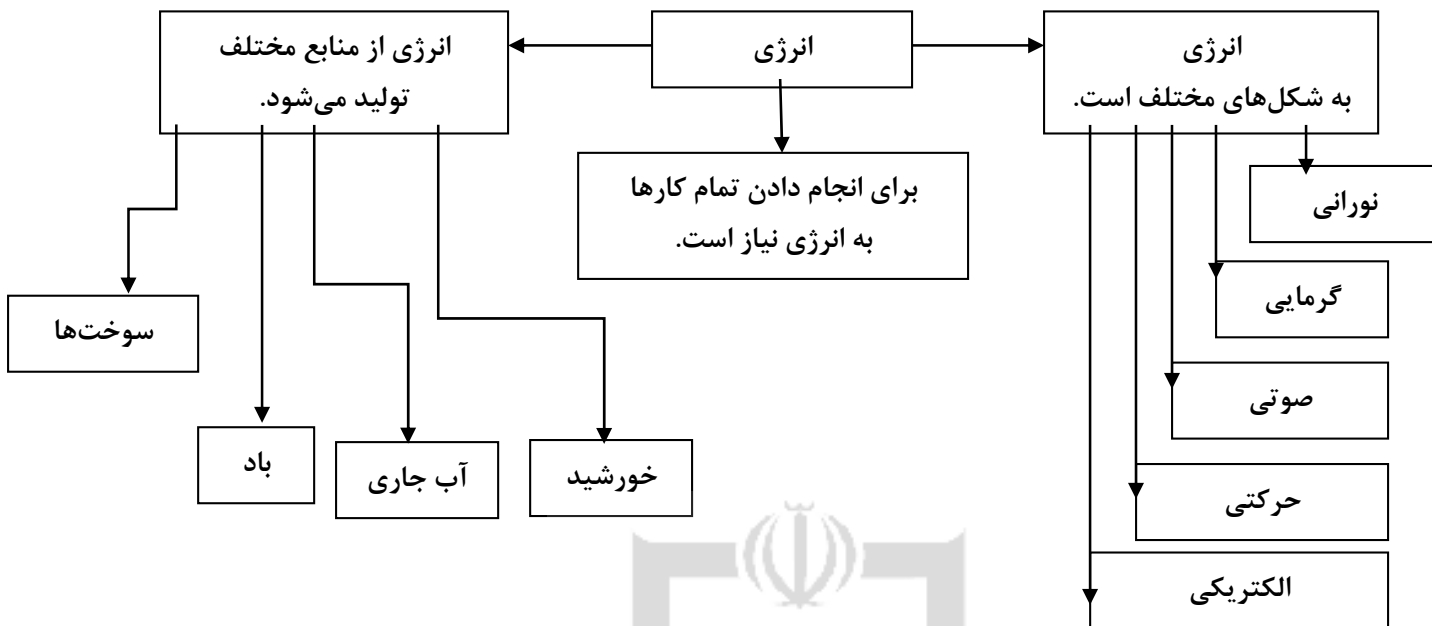 انرژی
به شکل‌های مختلف است.
انرژی
انرژی از منابع مختلف
تولید می‌شود.
برای انجام دادن تمام کارها
به انرژی نیاز است.
نورانی
گرمایی
صوتی
حرکتی
الکتریکی
خورشید
آب جاری
باد
سوخت‌ها